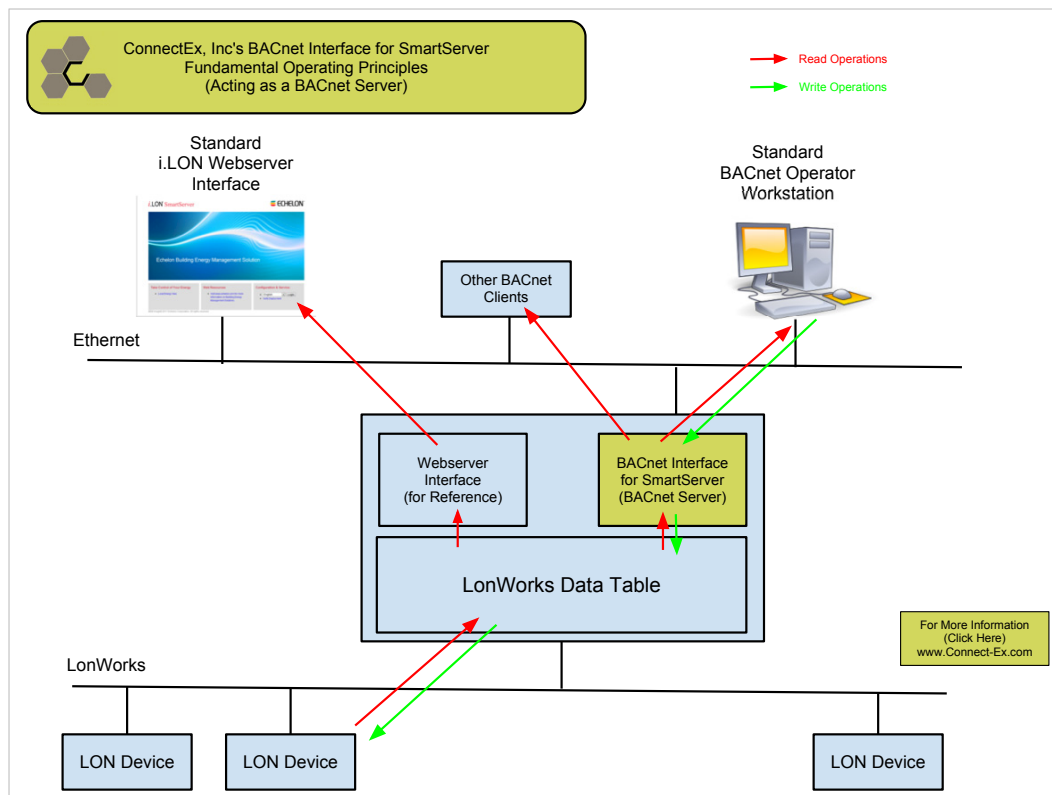 ConnectEx, Inc's BACnet Interface for SmartServer
Fundamental Operating Principles
(Acting as a BACnet Server)
Read Operations
Write Operations
Standard
i.LON Webserver
Interface
Standard
BACnet Operator
Workstation
i.LON SmartServer
ECHELON
Echelon Building Energy Management Solution
Other BACnet
Clients
Ethernet
Webserver
Interface
(for Reference)
BACnet Interface
for SmartServer
(BACnet Server)
LonWorks Data Table
For More Information
(Click Here)
www.Connect-Ex.com
LonWorks
LON Device
LON Device
LON Device